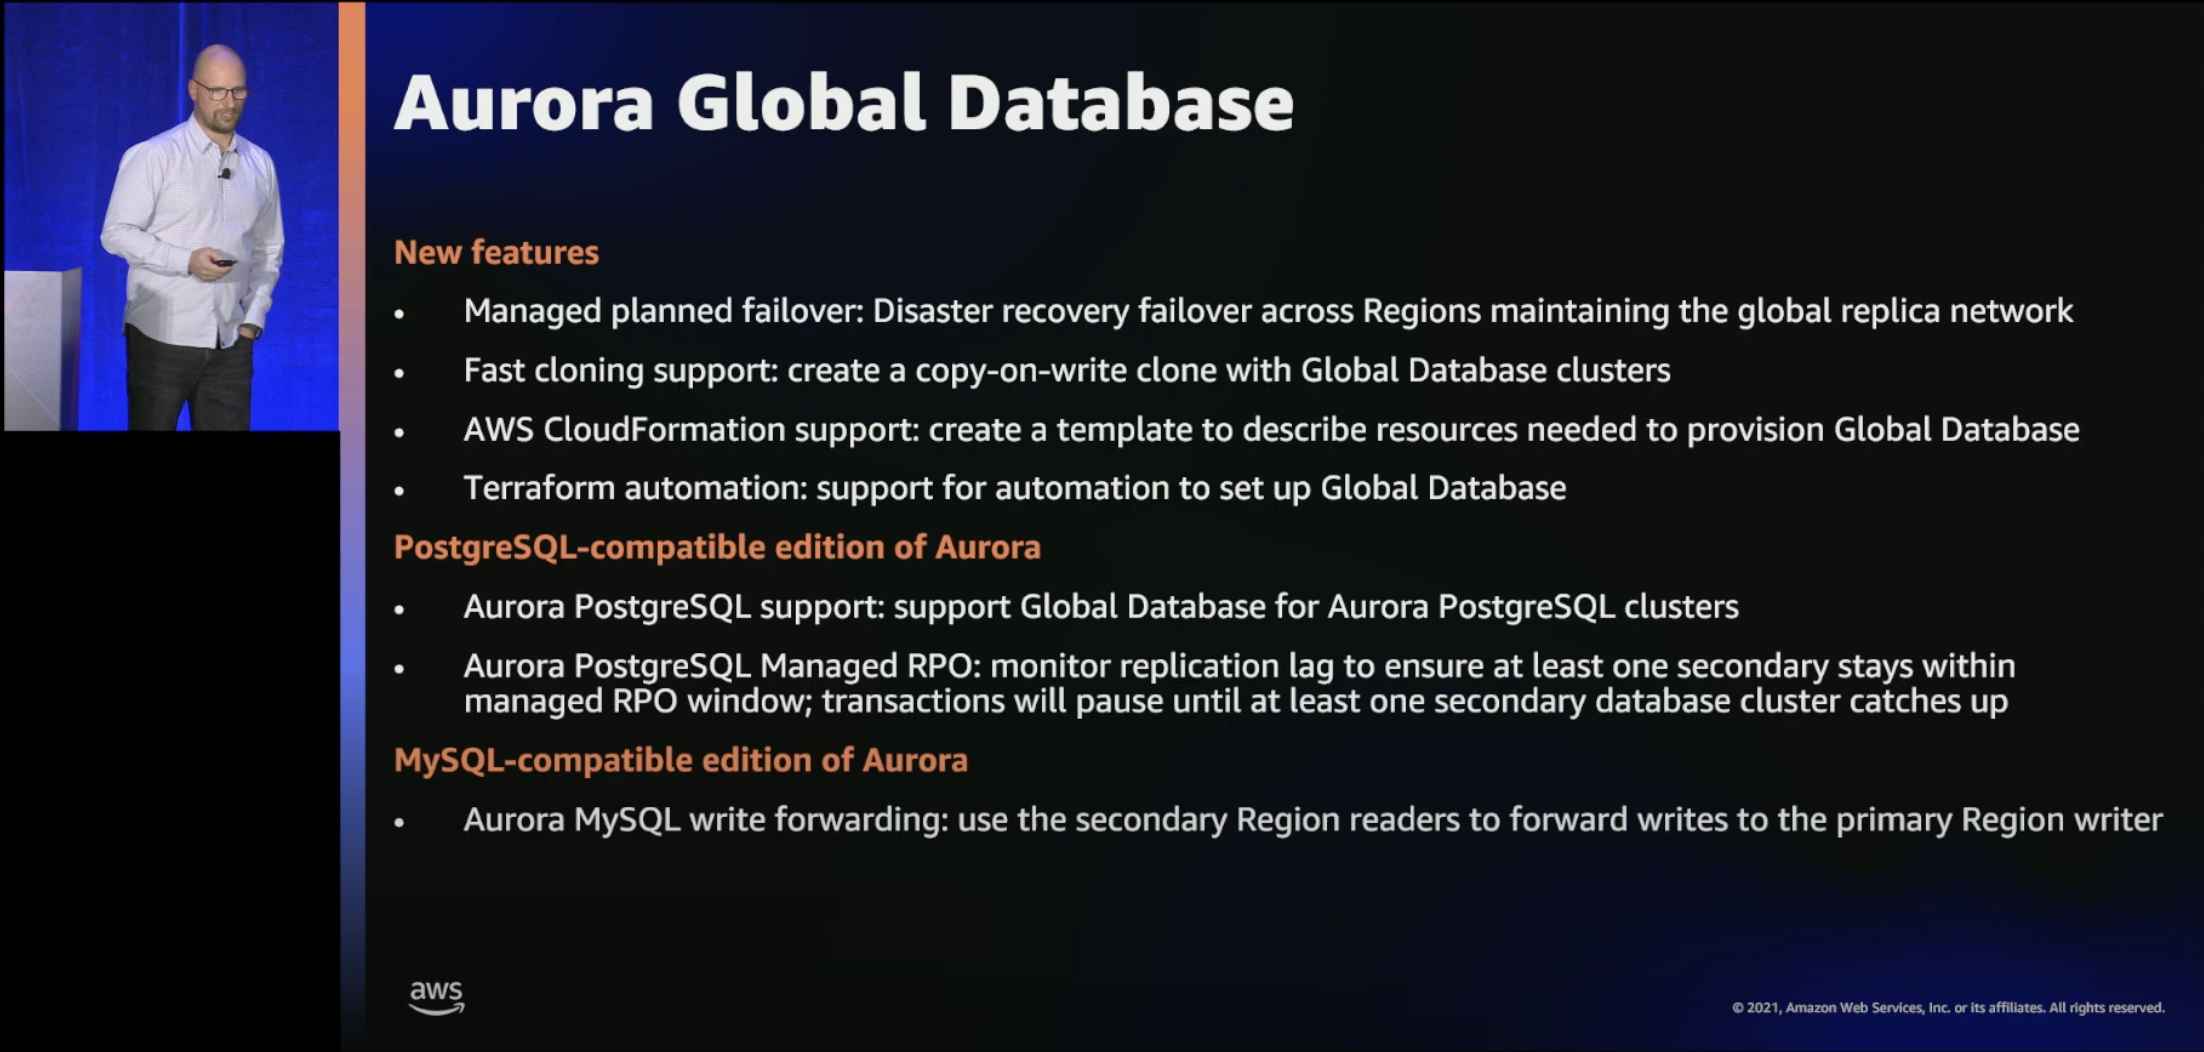 Aurora Global Database
New features
• Managed planned failover: Disaster recovery failover across Regions maintaining the global replica network
• Fast cloning support: create a copy-on-write clone with Global Database clusters
• AWS CloudFormation support: create a template to describe resources needed to provision Global Database
• Terraform automation: support for automation to set up Global Database
PostgreSQL-compatible edition of Aurora
• Aurora PostgreSQL support: support Global Database for Aurora PostgreSQL clusters
• Aurora PostgreSQL Managed RPO: monitor replication lag to ensure at least one secondary stays within
managed RPO window; transactions will pause until at least one secondary database cluster catches up
MySQL-compatible edition of Aurora
• Aurora MySQL write forwarding: use the secondary Region readers to forward writes to the primary Region writer
aws
© 2021, Amazon Web Services, Inc. or its affiliates. All rights reserved.